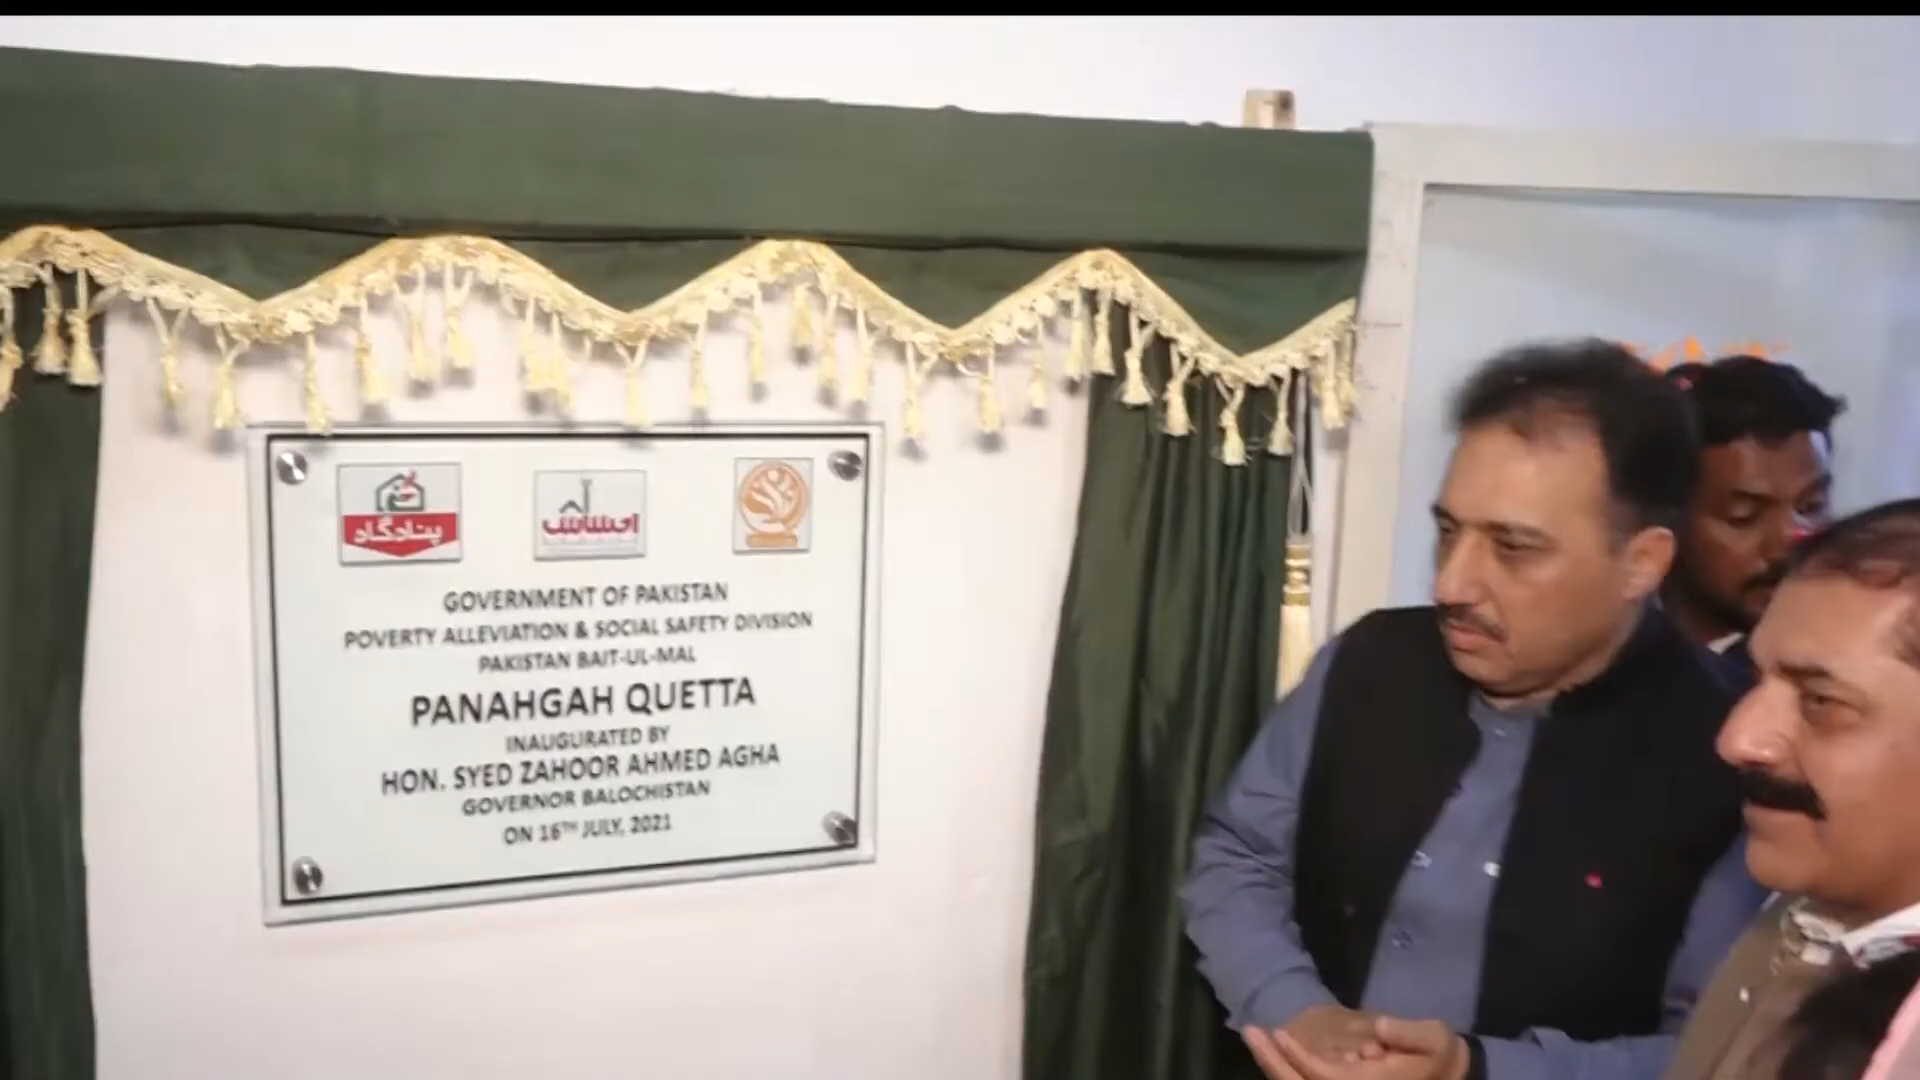 پناہ گاہ
احساس
GOVERNMENT OF PAKISTAN
POVERTY ALLEVIATION & SOCIAL SAFETY DIVISION
PAKISTAN BAIT-UL-MAL
PANAHGAH QUETTA
INAUGURATED BY
HON. SYED ZAHOOR AHMED AGHA
GOVERNOR BALOCHISTAN
ON 16TH JULY, 2021